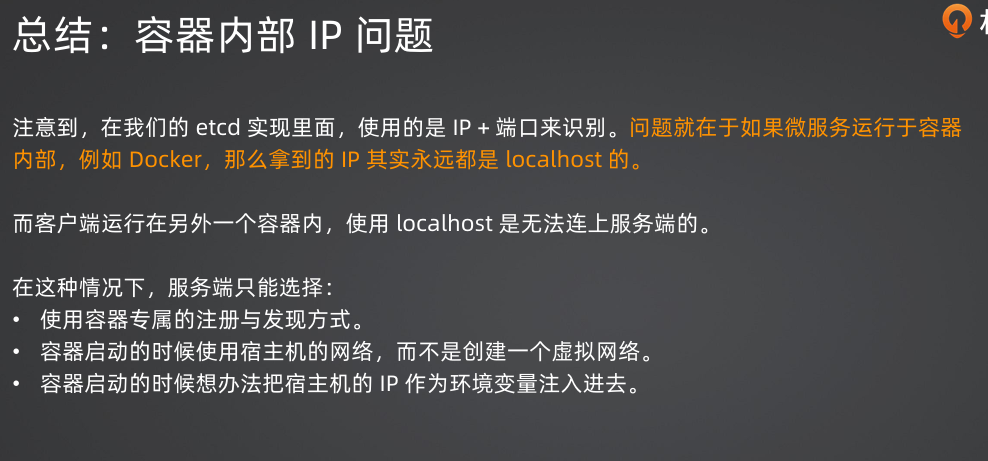 总结：容器内部 IP 问题
注意到，在我们的 etcd 实现里面，使用的是 IP + 端口来识别。问题就在于如果微服务运行于容器
内部，例如 Docker，那么拿到的 IP 其实永远都是 localhost 的。
而客户端运行在另外一个容器内，使用 localhost 是无法连上服务端的。
在这种情况下，服务端只能选择：
• 使用容器专属的注册与发现方式。
• 容器启动的时候使用宿主机的网络，而不是创建一个虚拟网络。
• 容器启动的时候想办法把宿主机的 IP 作为环境变量注入进去。